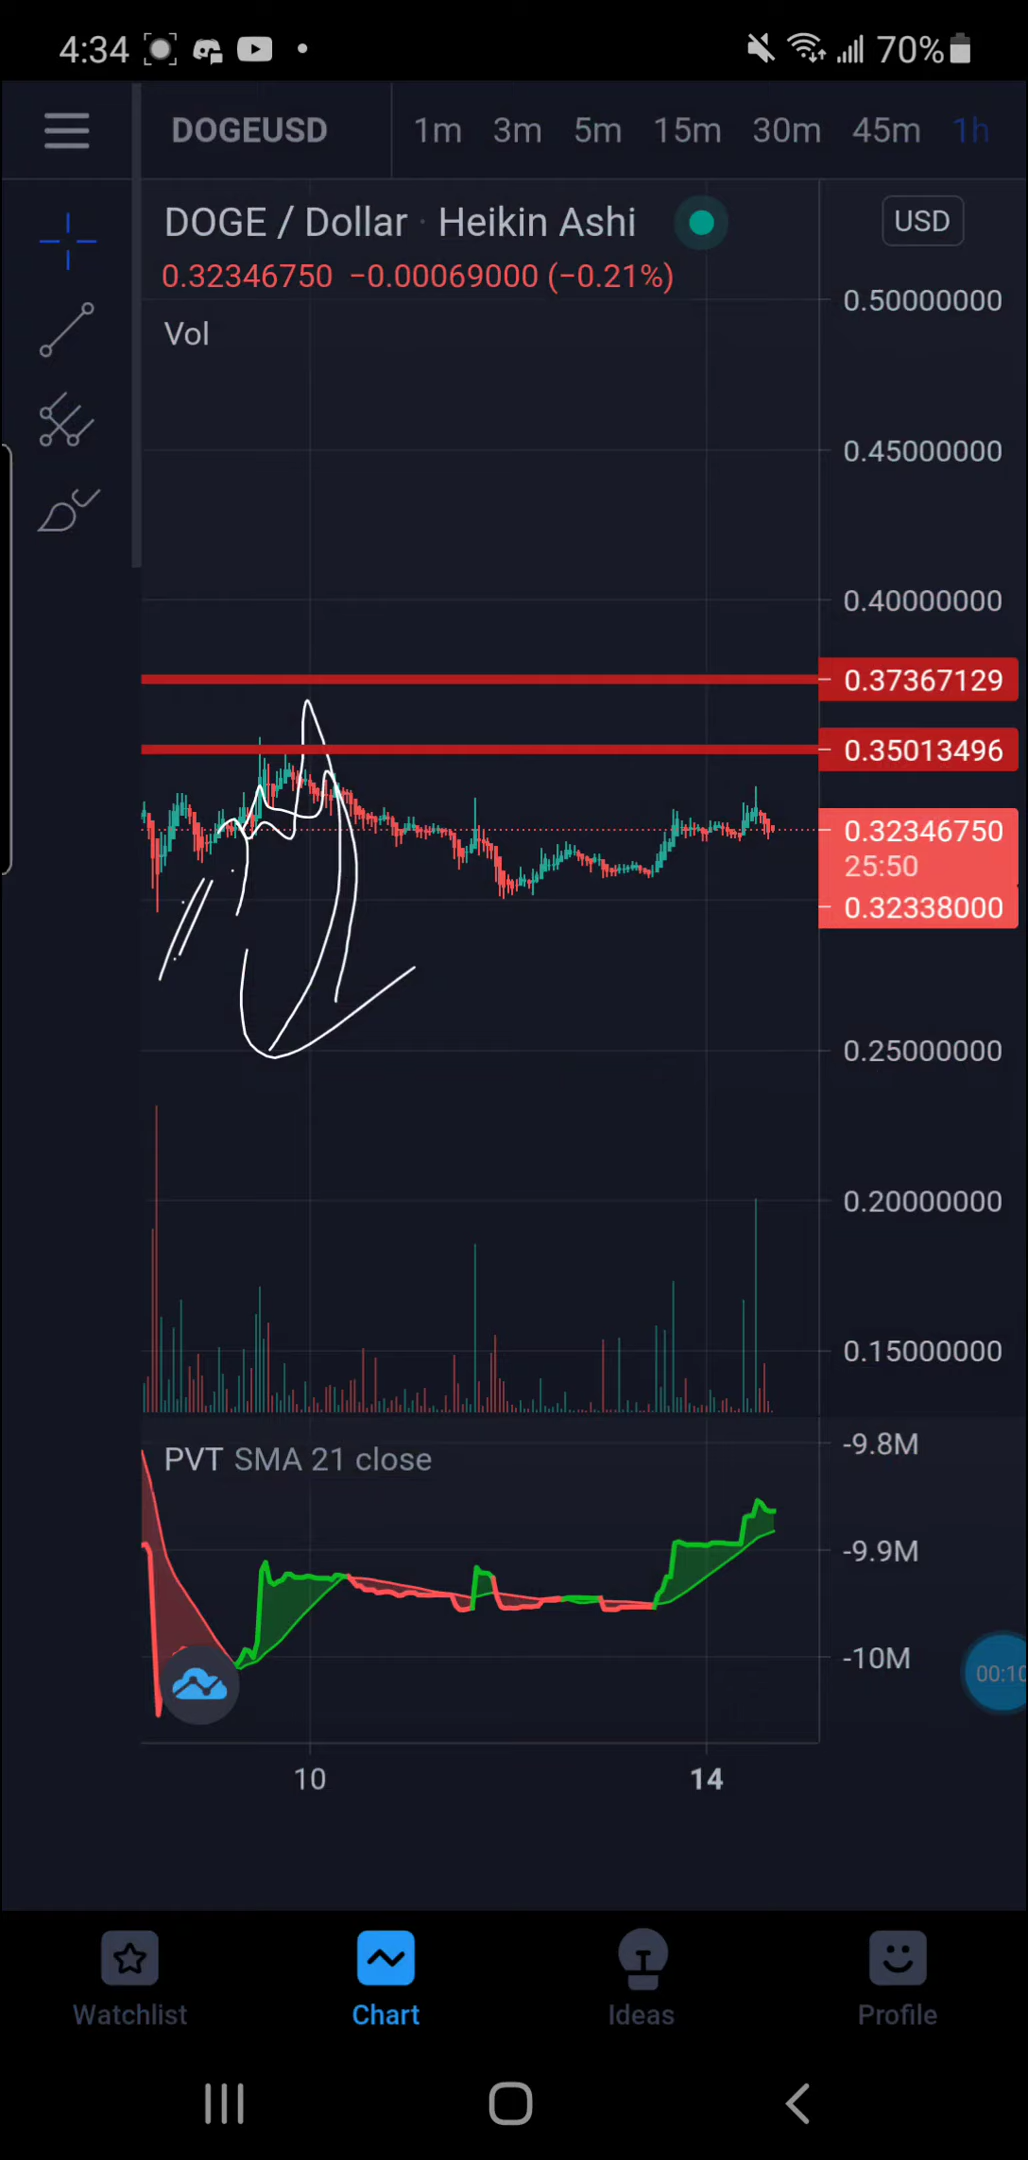 4:34 70%
DOGEUSD 1m 3m 5m 15m 30m 45m 1h
DOGE / Dollar · Heikin Ashi USD
0.32346750 −0.00069000 (−0.21%)
0.50000000
Vol
0.45000000
0.40000000
0.37367129
0.35013496
0.32346750
25:50
0.32338000
0.25000000
0.20000000
0.15000000
-9.8M
PVT SMA 21 close
-9.9M
-10M
00:10
10 14
Watchlist Chart Ideas Profile